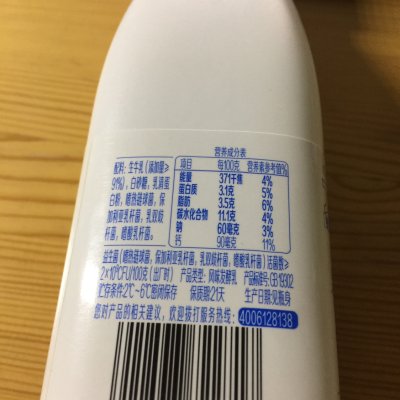 营养成分表
项目 每100克 营养素参考值%
能量 371千焦 4%
蛋白质 3.1克 5%
脂肪 3.5克 6%
碳水化合物 11.1克 4%
钠 60毫克 3%
钙 90毫克 11%
配料：生牛乳（添加量≥
91%），白砂糖，乳清蛋
白粉，嗜热链球菌，保
加利亚乳杆菌，乳双歧
杆菌，嗜酸乳杆菌。
益生菌（嗜热链球菌，保加利亚乳杆菌，乳双歧杆菌，嗜酸乳杆菌）活菌数≥
CFU/100克（出厂时） 产品类型：风味发酵乳 产品标准号：GB 19302
贮存条件：2℃~6℃密闭保存 保质期：21天 生产日期：见瓶身
您对产品的相关建议，欢迎拨打服务热线：4006128138